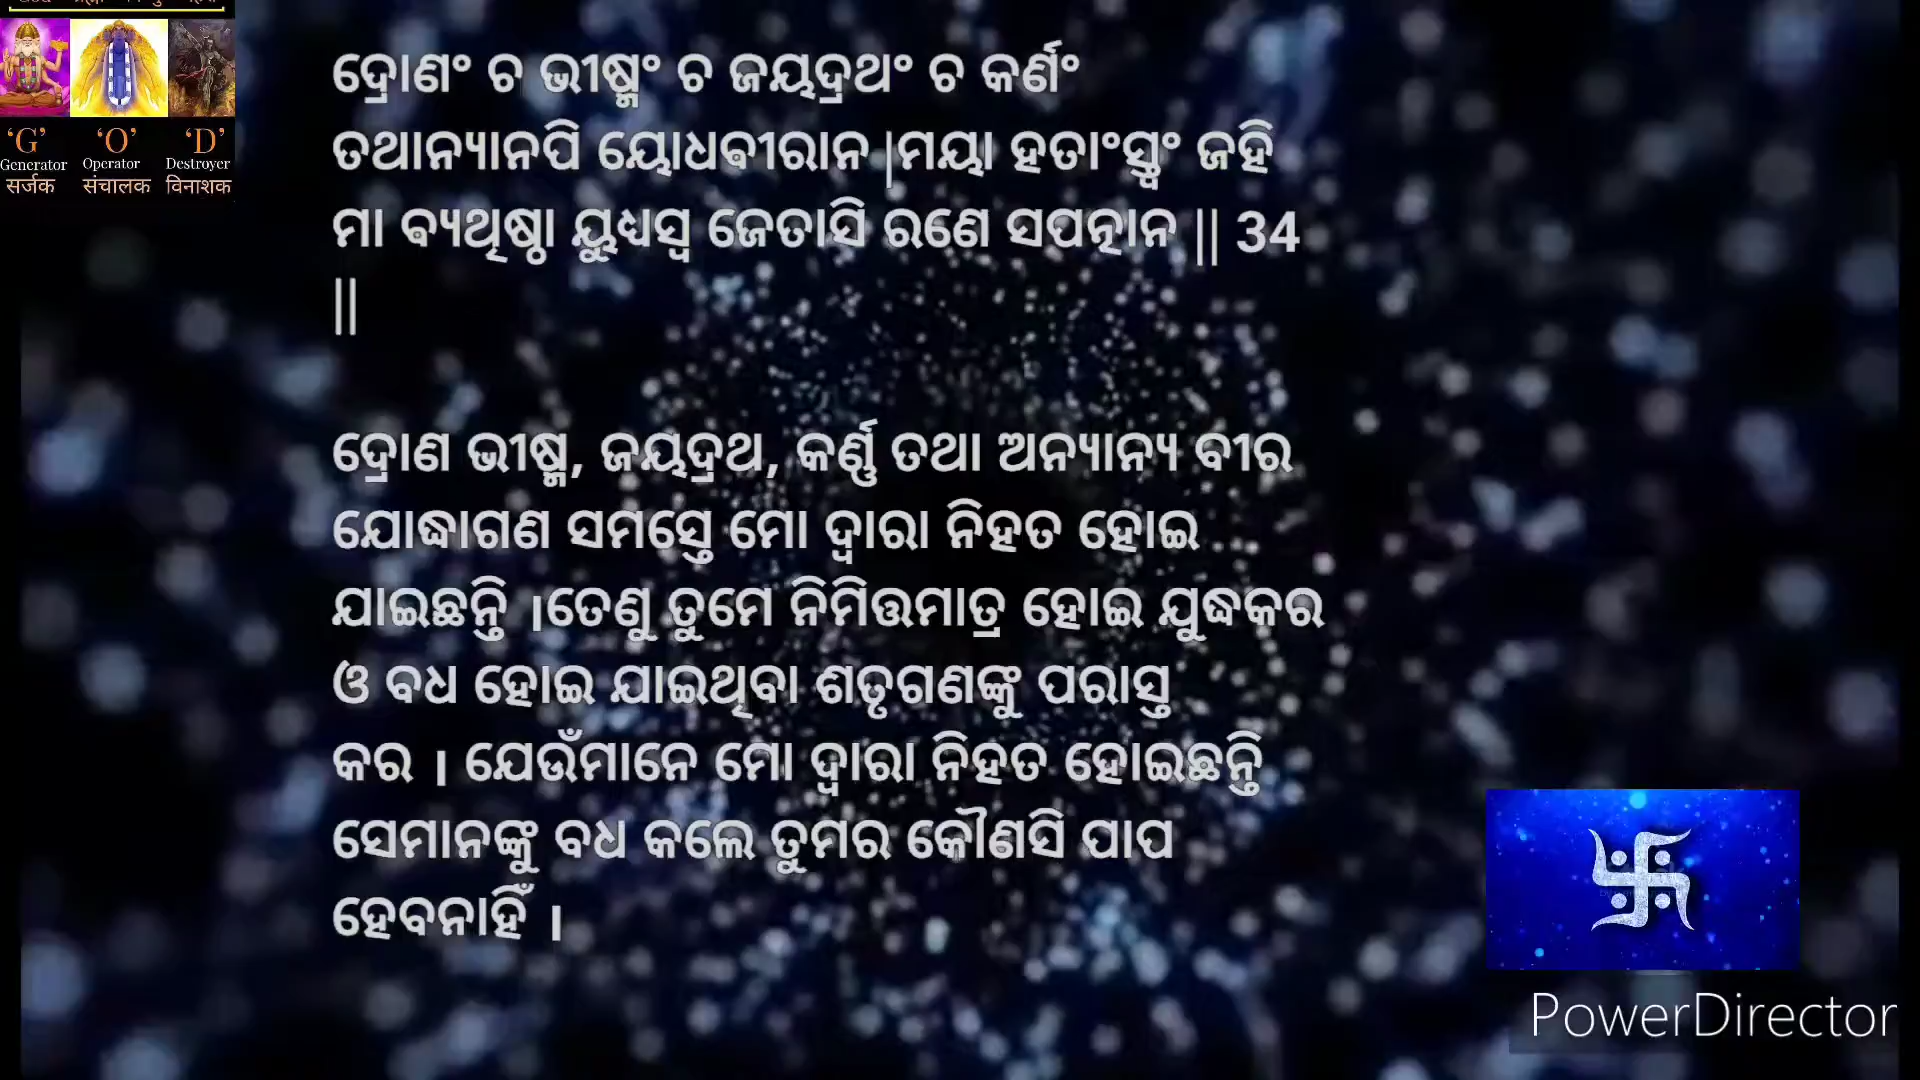 ‘G’ ‘O’ ‘D’
Generator Operator Destroyer
सर्जक संचालक विनाशक
ଦ୍ରୋଣଂ ଚ ଭୀଷ୍ମଂ ଚ ଜୟଦ୍ରଥଂ ଚ କର୍ଣଂ
ତଥାନ୍ୟାନପି ୟୋଧବୀରାନ |ମୟା ହତାଂସ୍ତ୍ୱଂ ଜହି
ମା ବ୍ୟଥିଷ୍ଠା ୟୁଧ୍ୟସ୍ୱ ଜେତାସି ରଣେ ସପତ୍ନାନ || 34
||
ଦ୍ରୋଣ ଭୀଷ୍ମ, ଜୟଦ୍ରଥ, କର୍ଣ୍ଣ ତଥା ଅନ୍ୟାନ୍ୟ ବୀର
ଯୋଦ୍ଧାଗଣ ସମସ୍ତେ ମୋ ଦ୍ୱାରା ନିହତ ହୋଇ
ଯାଇଛନ୍ତି ।ତେଣୁ ତୁମେ ନିମିତ୍ତମାତ୍ର ହୋଇ ଯୁଦ୍ଧକର
ଓ ବଧ ହୋଇ ଯାଇଥିବା ଶତୃଗଣଙ୍କୁ ପରାସ୍ତ
କର । ଯେଉଁମାନେ ମୋ ଦ୍ୱାରା ନିହତ ହୋଇଛନ୍ତି
ସେମାନଙ୍କୁ ବଧ କଲେ ତୁମର କୌଣସି ପାପ
ହେବନାହିଁ ।
PowerDirector